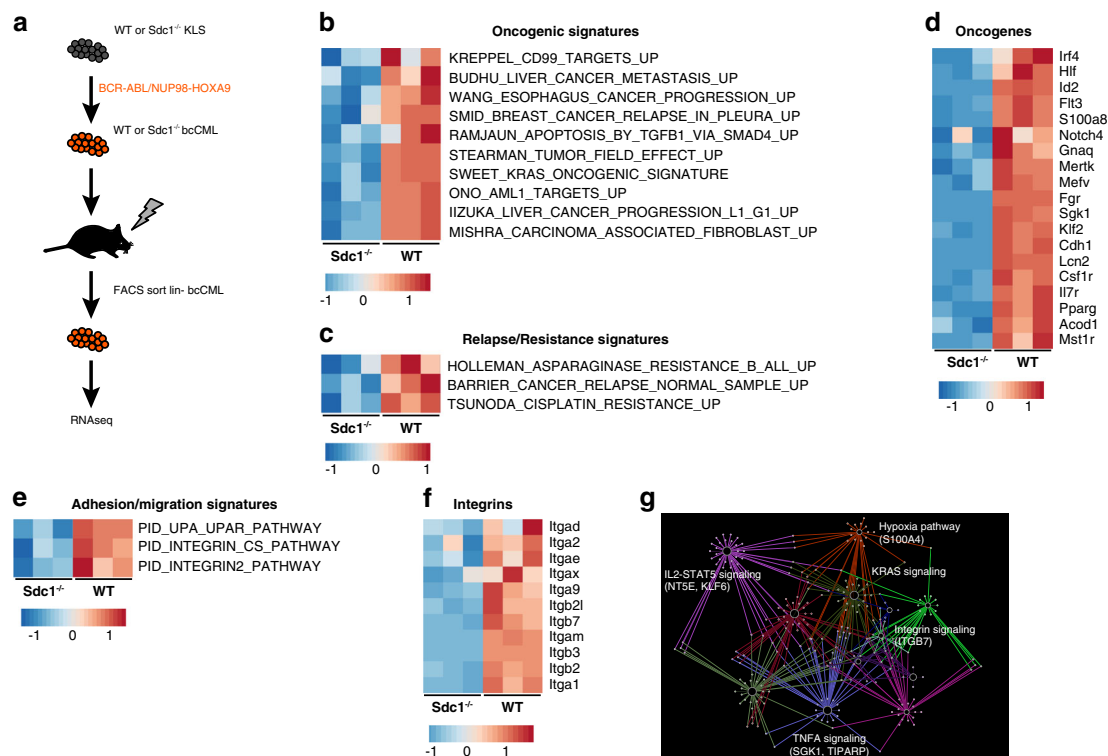 a
WT or Sdc1-/- KLS
BCR-ABL/NUP98-HOXA9
WT or Sdc1-/- bcCML
FACS sort lin- bcCML
RNAseq
b
Oncogenic signatures
KREPPEL_CD99_TARGETS_UP
BUDHU_LIVER_CANCER_METASTASIS_UP
WANG_ESOPHAGUS_CANCER_PROGRESSION_UP
SMID_BREAST_CANCER_RELAPSE_IN_PLEURA_UP
RAMJAUN_APOPTOSIS_BY_TGFB1_VIA_SMAD4_UP
STEARMAN_TUMOR_FIELD_EFFECT_UP
SWEET_KRAS_ONCOGENIC_SIGNATURE
ONO_AML1_TARGETS_UP
IIZUKA_LIVER_CANCER_PROGRESSION_L1_G1_UP
MISHRA_CARCINOMA_ASSOCIATED_FIBROBLAST_UP
Sdc1-/- WT
-1 0 1
c
Relapse/Resistance signatures
HOLLEMAN_ASPARAGINASE_RESISTANCE_B_ALL_UP
BARRIER_CANCER_RELAPSE_NORMAL_SAMPLE_UP
TSUNODA_CISPLATIN_RESISTANCE_UP
Sdc1-/- WT
-1 0 1
d
Oncogenes
Irf4
Hlf
Id2
Flt3
S100a8
Notch4
Gnaq
Mertk
Mefv
Fgr
Sgk1
Klf2
Cdh1
Lcn2
Csf1r
Il7r
Pparg
Acod1
Mst1r
Sdc1-/- WT
-1 0 1
e
Adhesion/migration signatures
PID_UPA_UPAR_PATHWAY
PID_INTEGRIN_CS_PATHWAY
PID_INTEGRIN2_PATHWAY
Sdc1-/- WT
-1 0 1
f
Integrins
Itgad
Itga2
Itgae
Itgax
Itga9
Itgb2l
Itgb7
Itgam
Itgb3
Itgb2
Itga1
Sdc1-/- WT
-1 0 1
g
Hypoxia pathway
(S100A4)
IL2-STAT5 signaling
(NT5E, KLF6)
KRAS signaling
Integrin signaling
(ITGB7)
TNFA signaling
(SGK1, TIPARP)